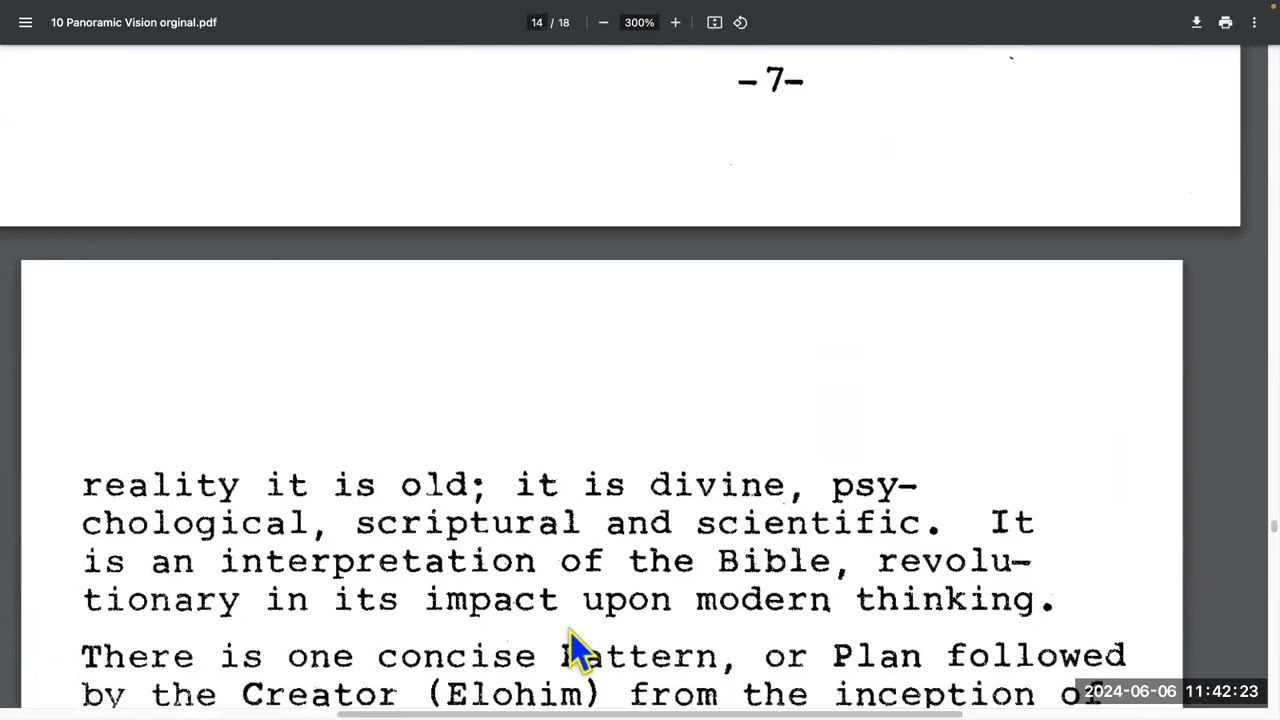 10 Panoramic Vision orginal.pdf
14 / 18
300%
-7-
reality it is old; it is divine, psy-
chological, scriptural and scientific. It
is an interpretation of the Bible, revolu-
tionary in its impact upon modern thinking.
There is one concise Pattern, or Plan followed
by the Creator (Elohim) from the inception of
2024-06-06 11:42:23